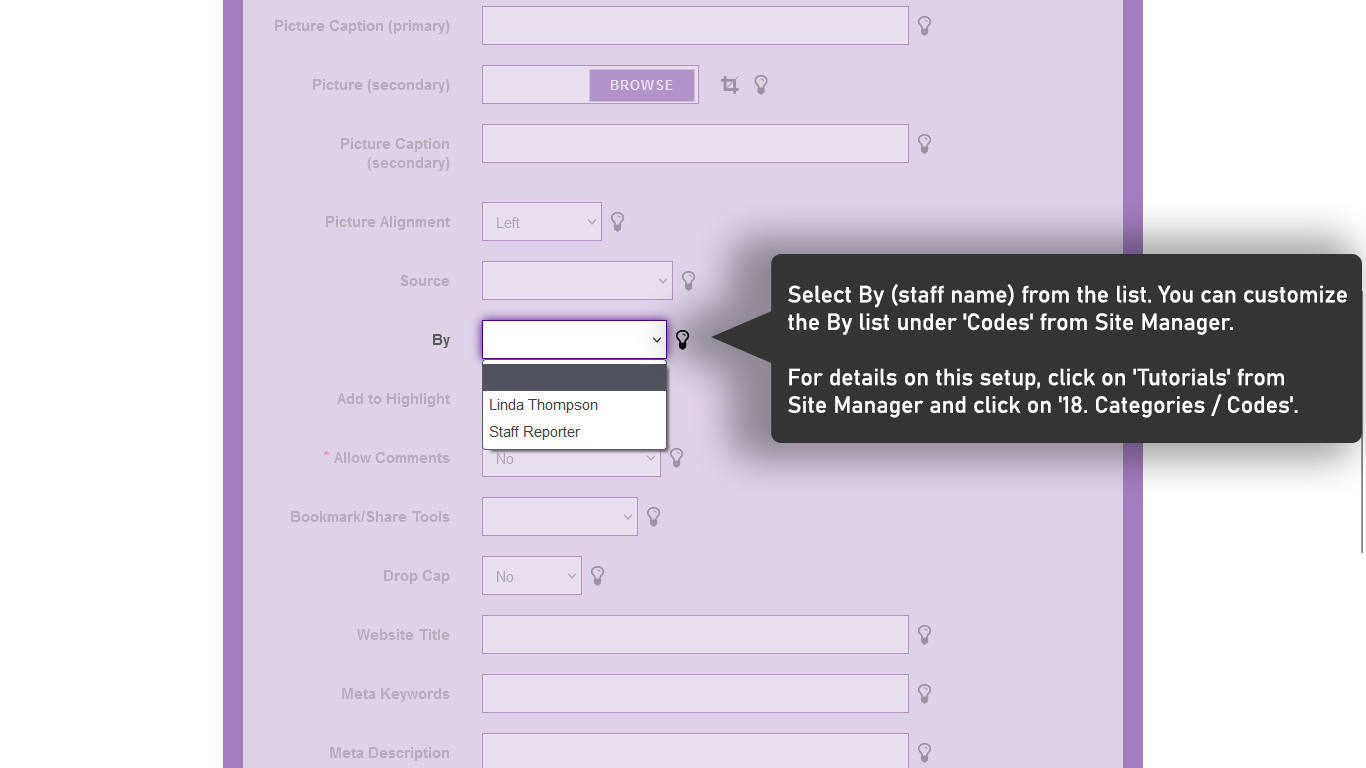 Picture Caption (primary)
Picture (secondary)
BROWSE
Picture Caption
(secondary)
Picture Alignment
Left
Source
By
Linda Thompson
Staff Reporter
Select By (staff name) from the list. You can customize
the By list under 'Codes' from Site Manager.
For details on this setup, click on 'Tutorials' from
Site Manager and click on '18. Categories / Codes'.
Add to Highlight
* Allow Comments
No
Bookmark/Share Tools
Drop Cap
No
Website Title
Meta Keywords
Meta Description